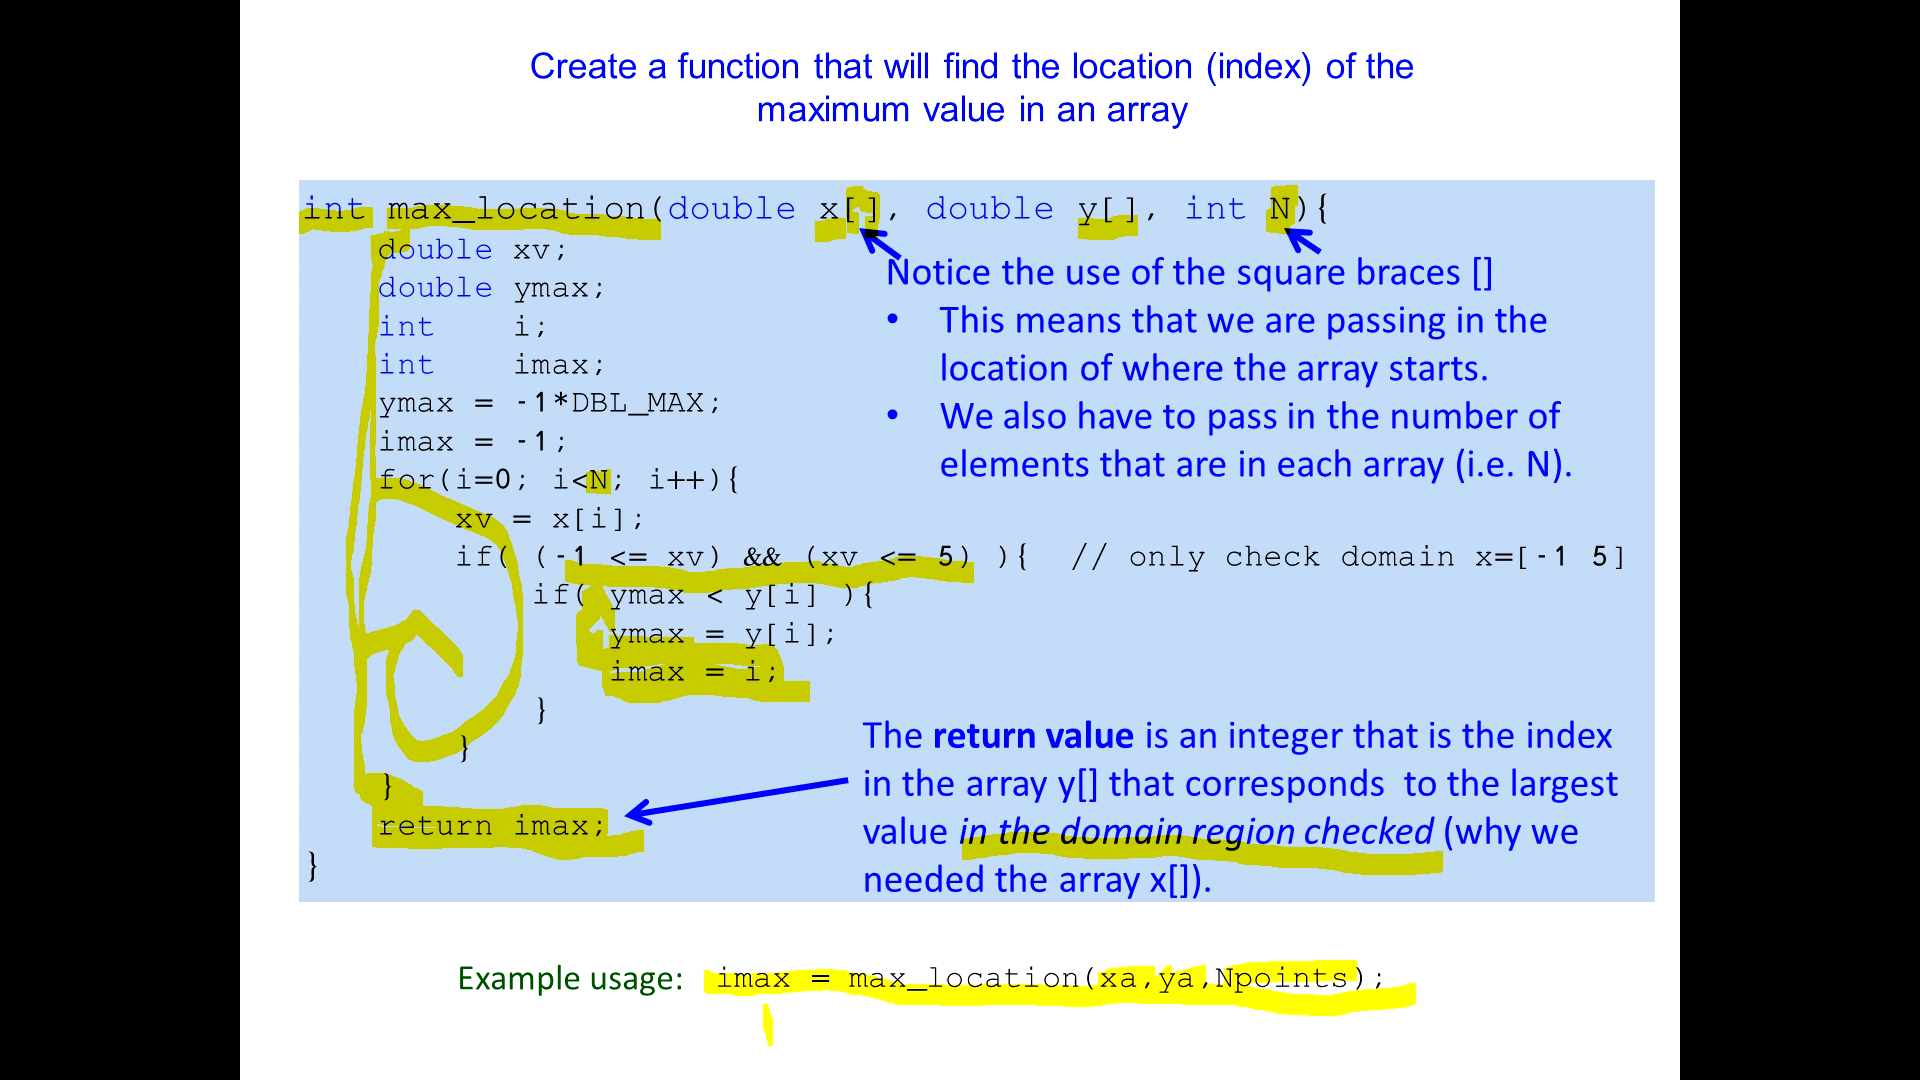 Create a function that will find the location (index) of the
maximum value in an array
int max_location(double x[], double y[], int N){
double xv;
double ymax;
int i;
int imax;
ymax = -1*DBL_MAX;
imax = -1;
for(i=0; i<N; i++){
xv = x[i];
if( (-1 <= xv) && (xv <= 5) ){ // only check domain x=[-1 5]
if( ymax < y[i] ){
ymax = y[i];
imax = i;
}
}
}
return imax;
}
Notice the use of the square braces []
• This means that we are passing in the
location of where the array starts.
• We also have to pass in the number of
elements that are in each array (i.e. N).
The return value is an integer that is the index
in the array y[] that corresponds to the largest
value in the domain region checked (why we
needed the array x[]).
Example usage: imax = max_location(xa,ya,Npoints);